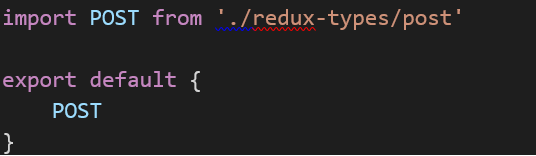 import POST from './redux-types/post'
export default {
    POST
}